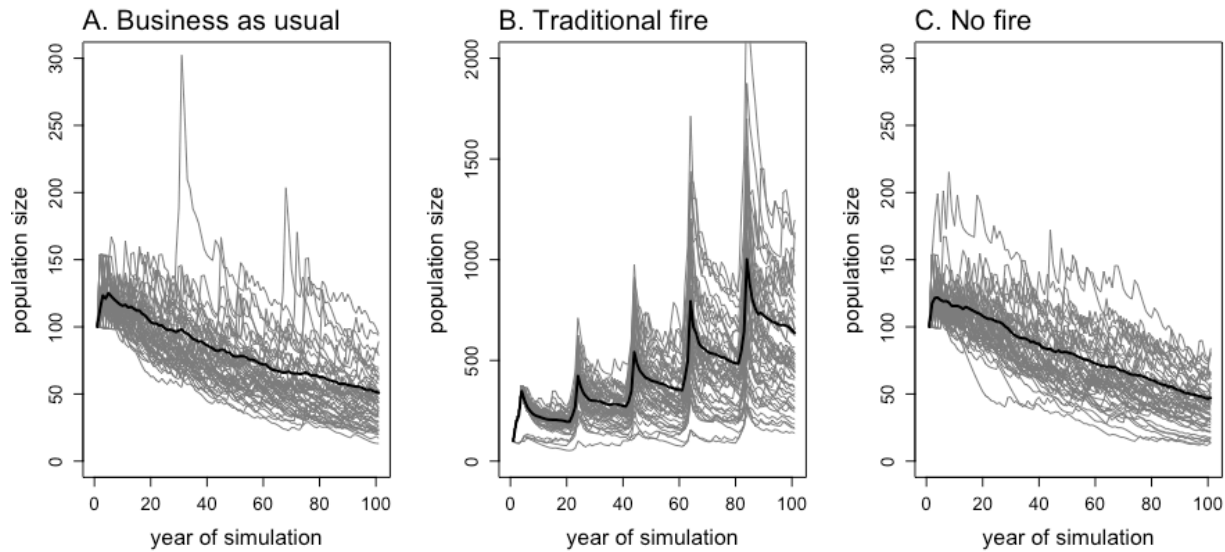 A. Business as usual
population size
300
250
200
150
100
50
0
0 20 40 60 80 100
year of simulation
B. Traditional fire
population size
2000
1500
1000
500
0
0 20 40 60 80 100
year of simulation
C. No fire
population size
300
250
200
150
100
50
0
0 20 40 60 80 100
year of simulation